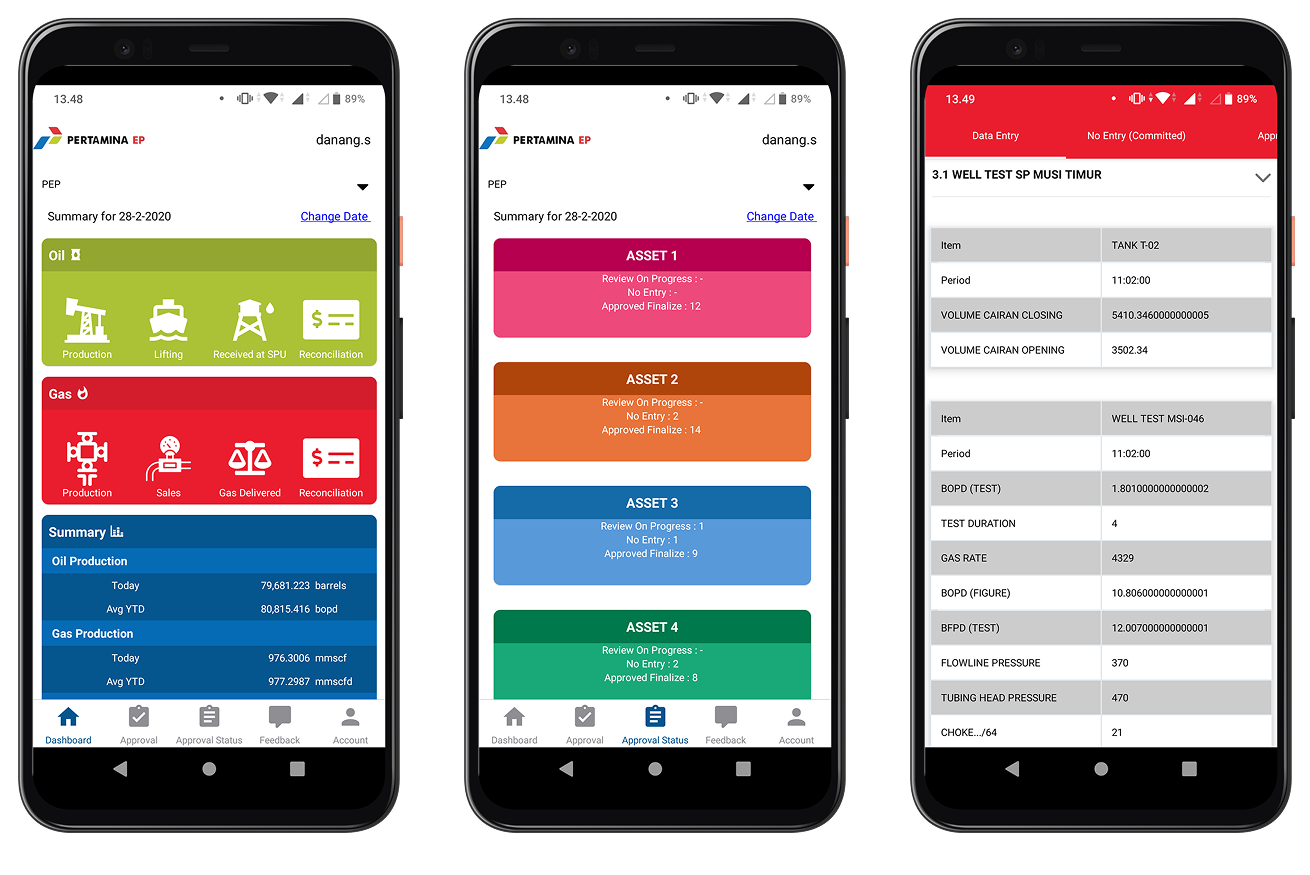 13.48
89%
PERTAMINA EP
danang.s
PEP
Summary for 28-2-2020 Change Date
Oil
Production Lifting Received at SPU Reconciliation
Gas
Production Sales Gas Delivered Reconciliation
Summary
Oil Production
Today 79,681.223 barrels
Avg YTD 80,815.416 bopd
Gas Production
Today 976.3006 mmscf
Avg YTD 977.2987 mmscfd
Dashboard Approval Approval Status Feedback Account
13.48
89%
PERTAMINA EP
danang.s
PEP
Summary for 28-2-2020 Change Date
ASSET 1
Review On Progress : -
No Entry : -
Approved Finalize : 12
ASSET 2
Review On Progress : -
No Entry : 2
Approved Finalize : 14
ASSET 3
Review On Progress : 1
No Entry : 1
Approved Finalize : 9
ASSET 4
Review On Progress : -
No Entry : 2
Approved Finalize : 8
Dashboard Approval Approval Status Feedback Account
13.49
89%
Data Entry No Entry (Committed) Appr
3.1 WELL TEST SP MUSI TIMUR
Item TANK T-02
Period 11:02:00
VOLUME CAIRAN CLOSING 5410.3460000000005
VOLUME CAIRAN OPENING 3502.34
Item WELL TEST MSI-046
Period 11:02:00
BOPD (TEST) 1.8010000000000002
TEST DURATION 4
GAS RATE 4329
BOPD (FIGURE) 10.806000000000001
BFPD (TEST) 12.007000000000001
FLOWLINE PRESSURE 370
TUBING HEAD PRESSURE 470
CHOKE.../64 21